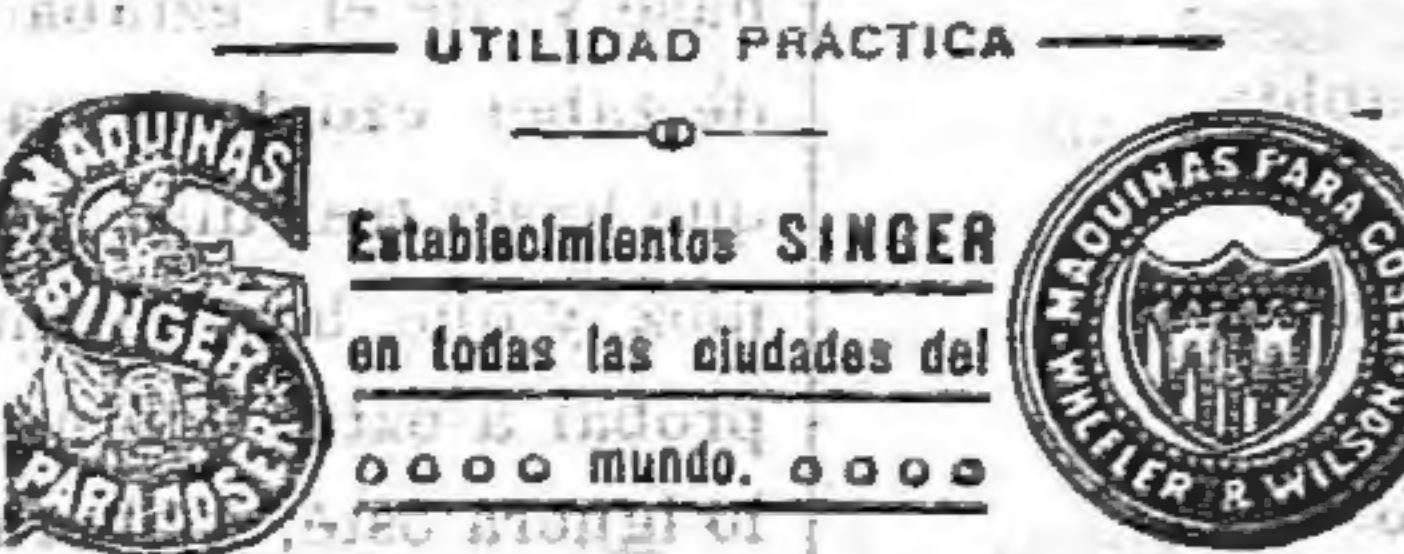 UTILIDAD PRACTICA
MAQUINAS
SINGER
PARA COSER
Establecimientos SINGER
en todas las ciudades del
mundo.
MAQUINAS PARA COSER
WHEELER & WILSON